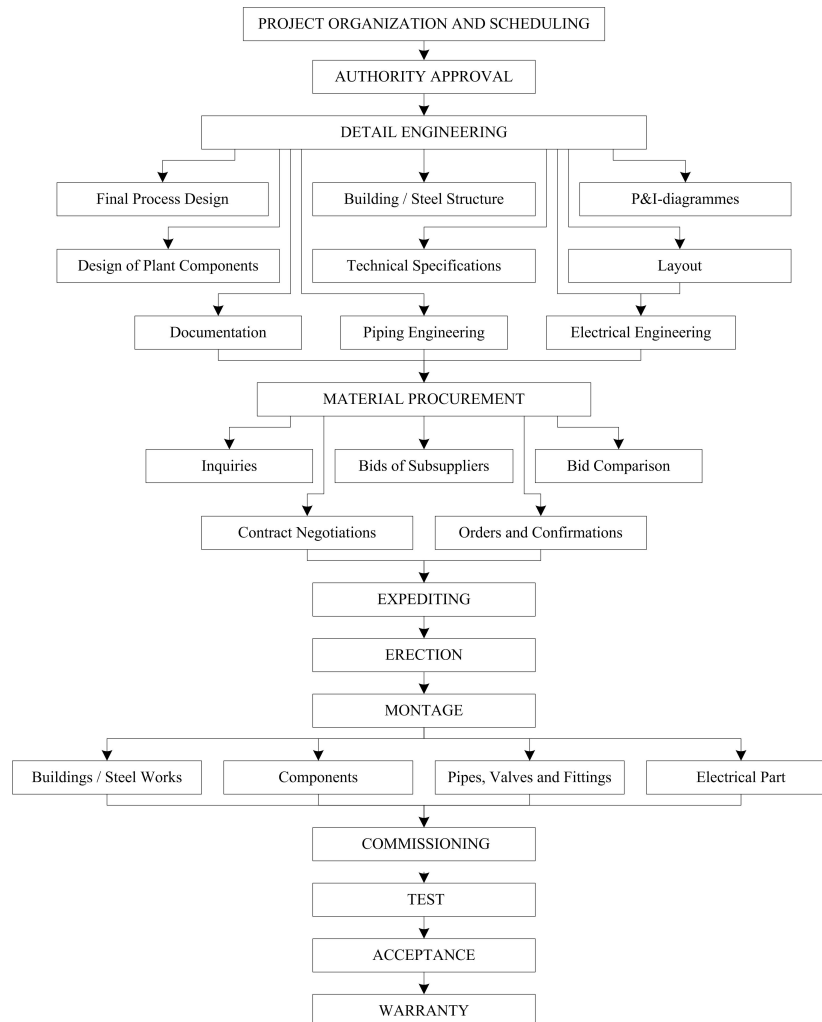 PROJECT ORGANIZATION AND SCHEDULING
AUTHORITY APPROVAL
DETAIL ENGINEERING
Final Process Design
Building / Steel Structure
P&I-diagrammes
Design of Plant Components
Technical Specifications
Layout
Documentation
Piping Engineering
Electrical Engineering
MATERIAL PROCUREMENT
Inquiries
Bids of Subsuppliers
Bid Comparison
Contract Negotiations
Orders and Confirmations
EXPEDITING
ERECTION
MONTAGE
Buildings / Steel Works
Components
Pipes, Valves and Fittings
Electrical Part
COMMISSIONING
TEST
ACCEPTANCE
WARRANTY